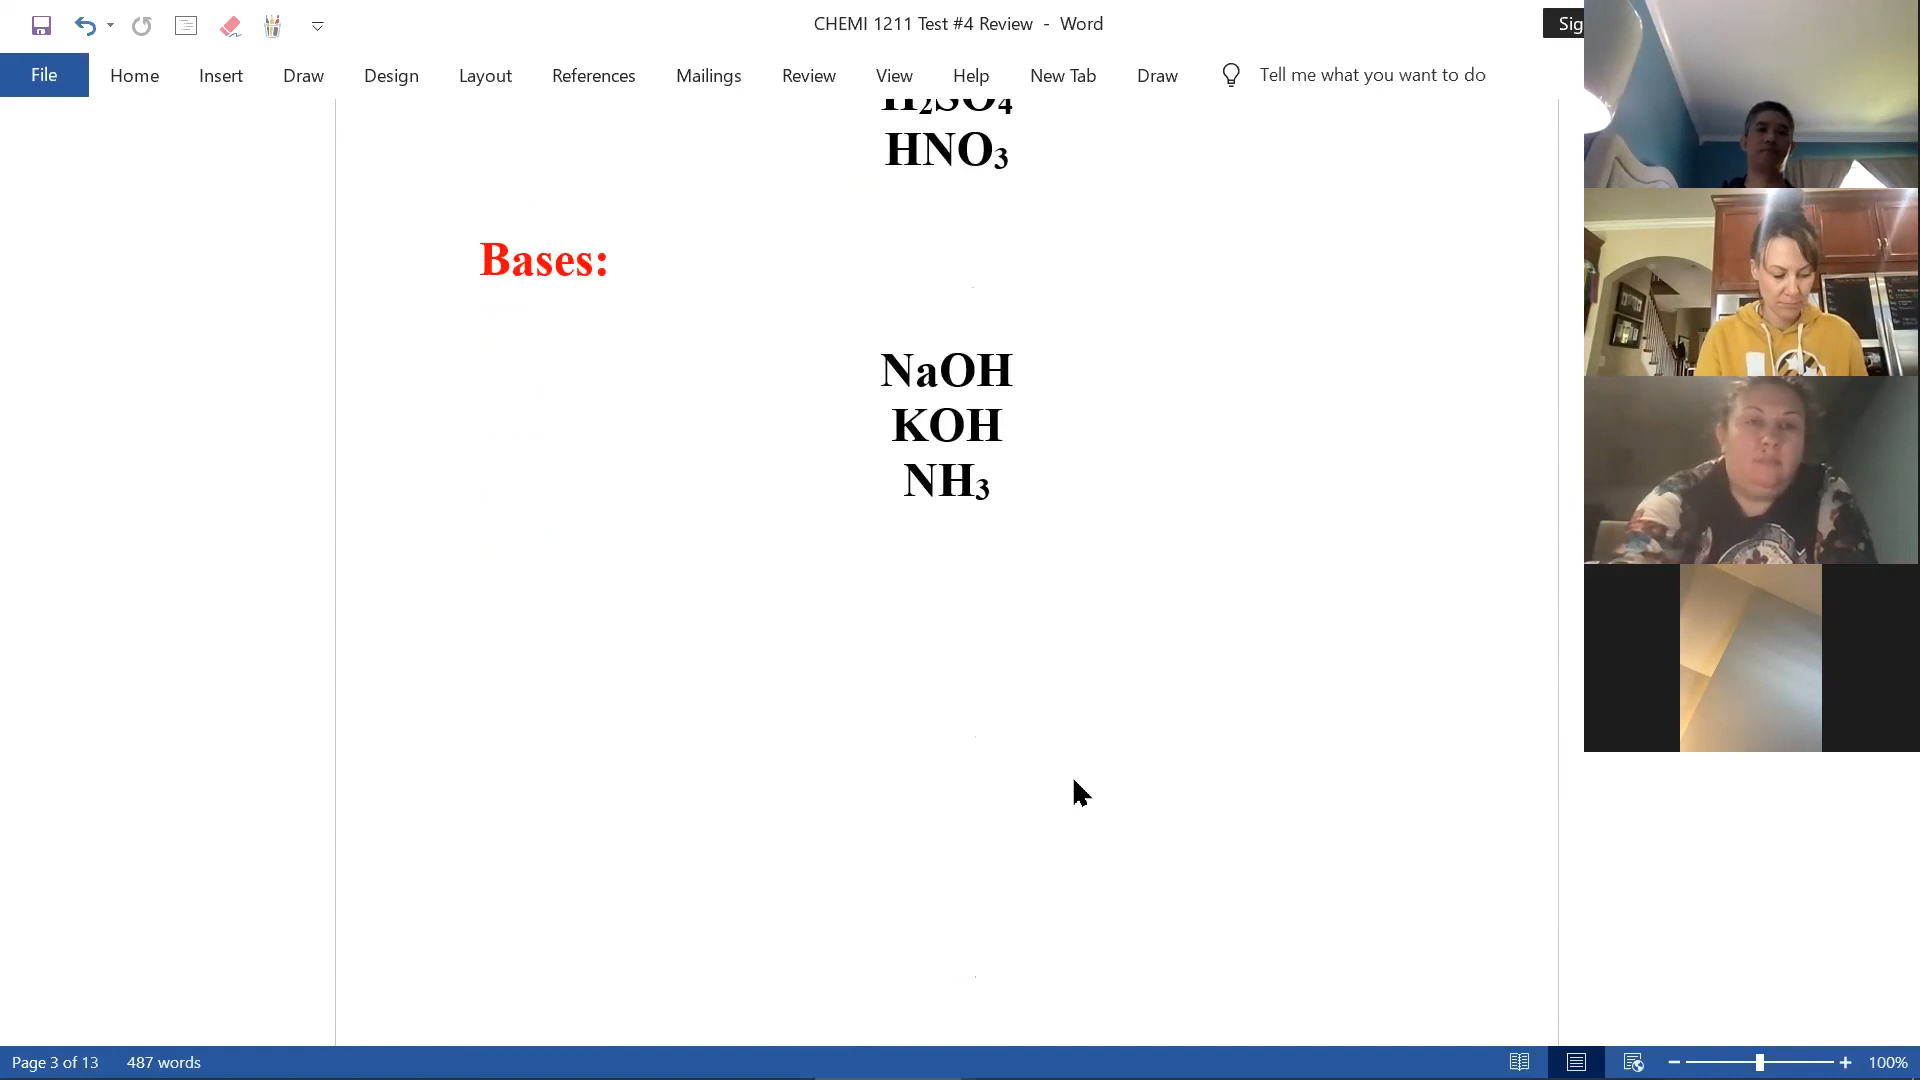 CHEMI 1211 Test #4 Review - Word
Sig
File Home Insert Draw Design Layout References Mailings Review View Help New Tab Draw Tell me what you want to do
H₂SO₄
HNO₃
Bases:
NaOH
KOH
NH₃
Page 3 of 13 487 words 100%